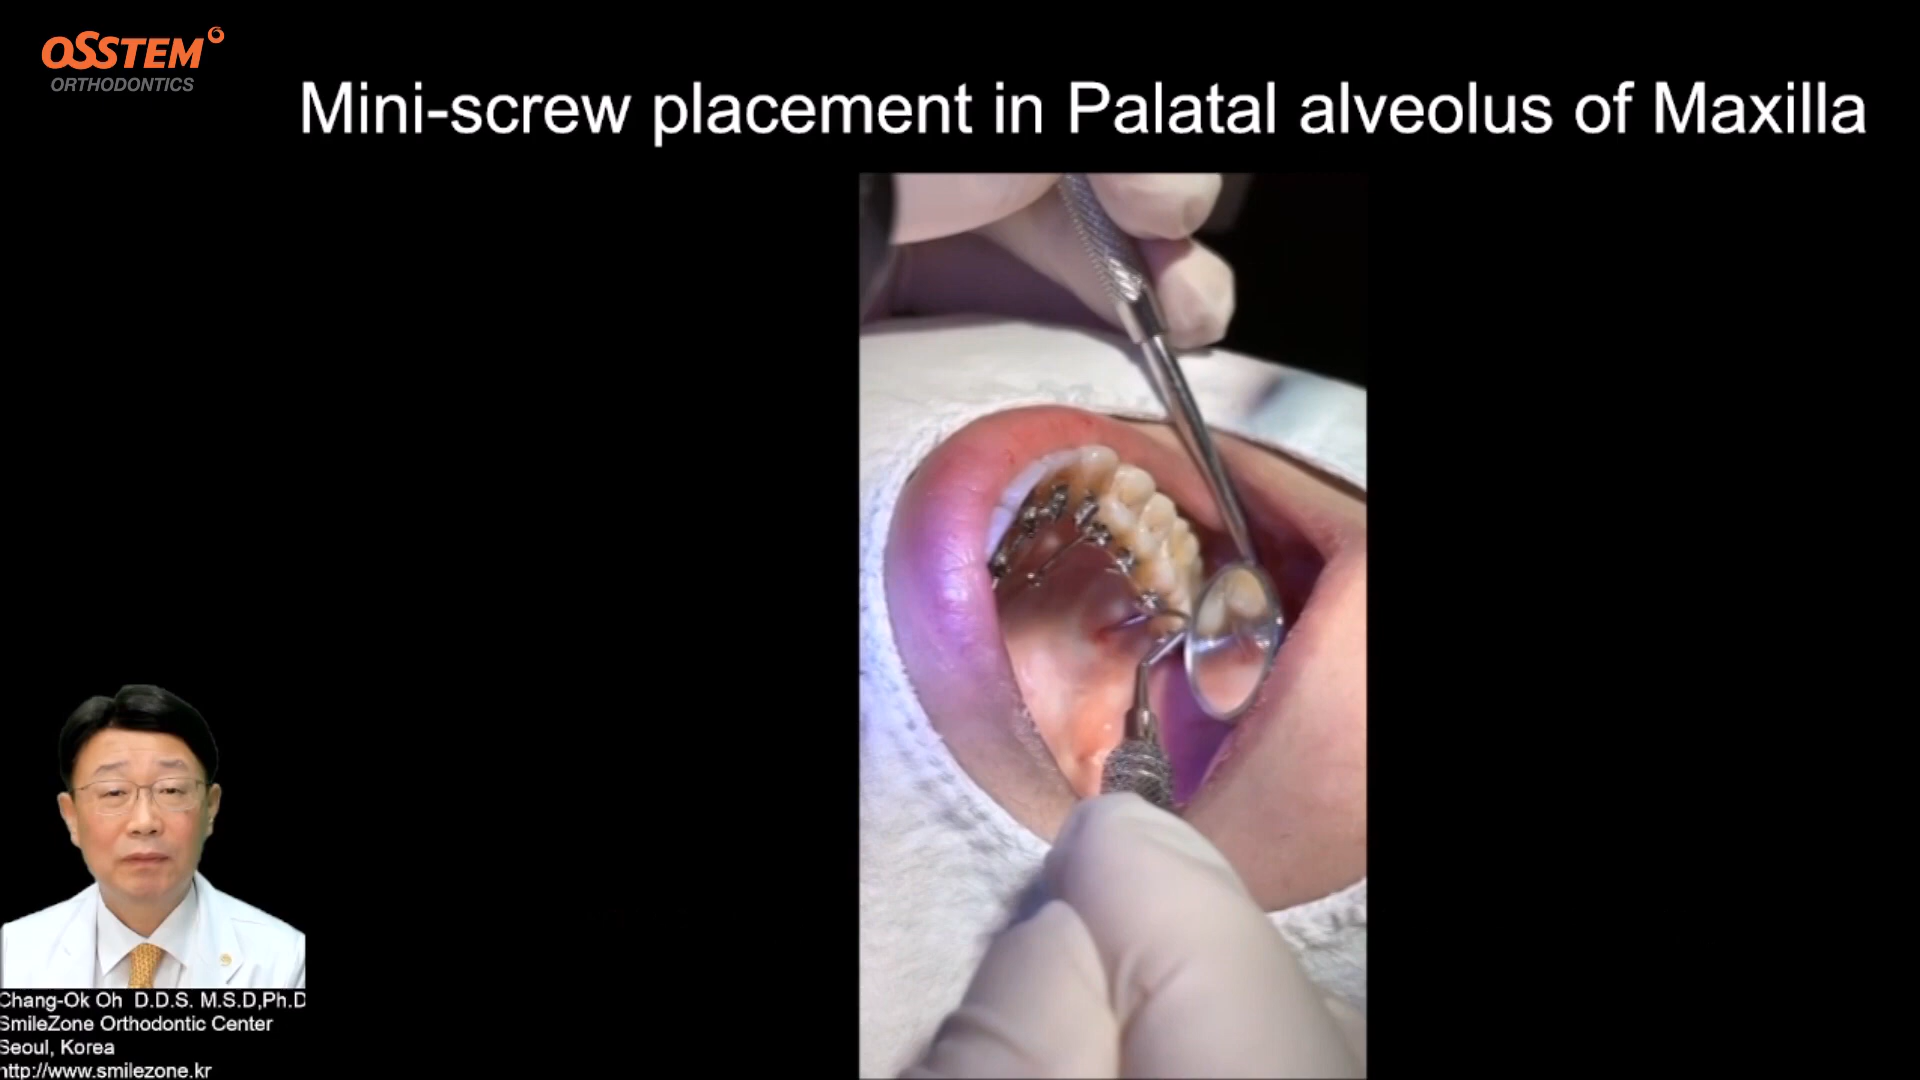 OSSTEM
ORTHODONTICS
Mini-screw placement in Palatal alveolus of Maxilla
Chang-Ok Oh D.D.S. M.S.D,Ph.D
SmileZone Orthodontic Center
Seoul, Korea
http://www.smilezone.kr